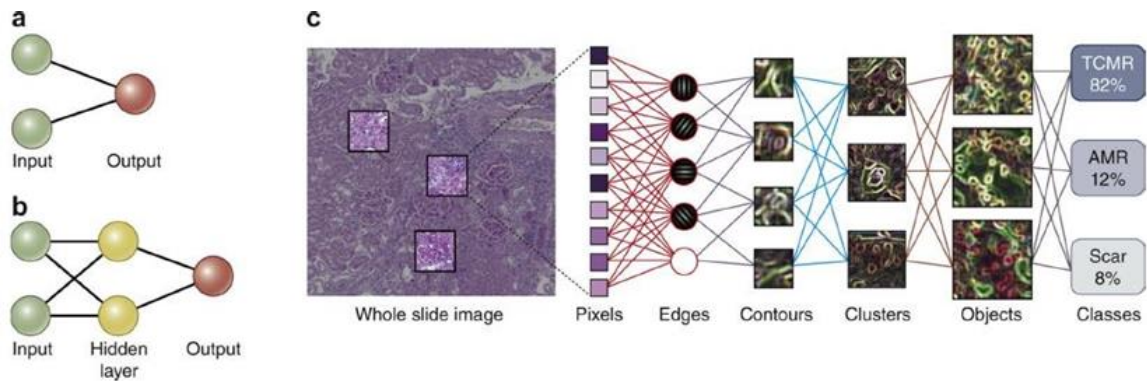 a
Input
Output
b
Input
Hidden
layer
Output
c
Whole slide image
Pixels
Edges
Contours
Clusters
Objects
Classes
TCMR
82%
AMR
12%
Scar
8%